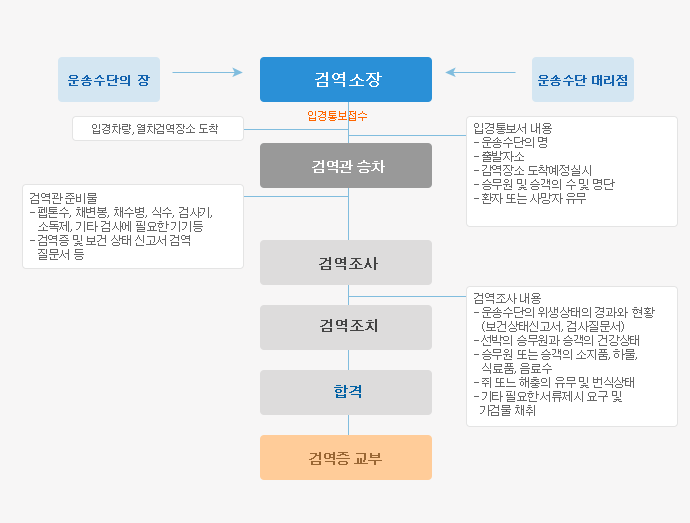 운송수단의 장
검역소장
운송수단 대리점
입경통보접수
입경차량, 열차검역장소 도착
입경통보서 내용
- 운송수단의 명
- 출발자소
- 감역장소 도착예정실시
- 승무원 및 승객의 수 및 명단
- 환자 또는 사망자 유무
검역관 승차
검역관 준비물
- 펩톤수, 채변봉, 채수병, 식수, 검사기,
소독제, 기타 검사에 필요한 기기등
- 검역증 및 보건 상태 신고서 검역
질문서 등
검역조사
검역조사 내용
- 운송수단의 위생상태의 경과와 현황
(보건상태신고서, 검사질문서)
- 선박의 승무원과 승객의 건강상태
- 승무원 또는 승객의 소지품, 하물,
식료품, 음료수
- 쥐 또느 해충의 유무 및 번식상태
- 기타 필요한 서류제시 요구 및
가검물 채취
검역조치
합격
검역증 교부